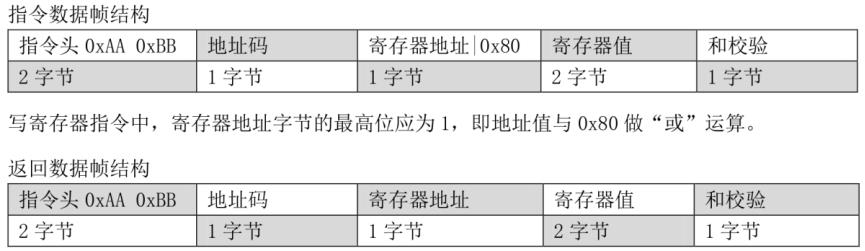 指令数据帧结构
指令头 0xAA 0xBB 地址码 寄存器地址|0x80 寄存器值 和校验
2 字节 1 字节 1 字节 2 字节 1 字节
写寄存器指令中，寄存器地址字节的最高位应为 1，即地址值与 0x80 做“或”运算。
返回数据帧结构
指令头 0xAA 0xBB 地址码 寄存器地址 寄存器值 和校验
2 字节 1 字节 1 字节 2 字节 1 字节